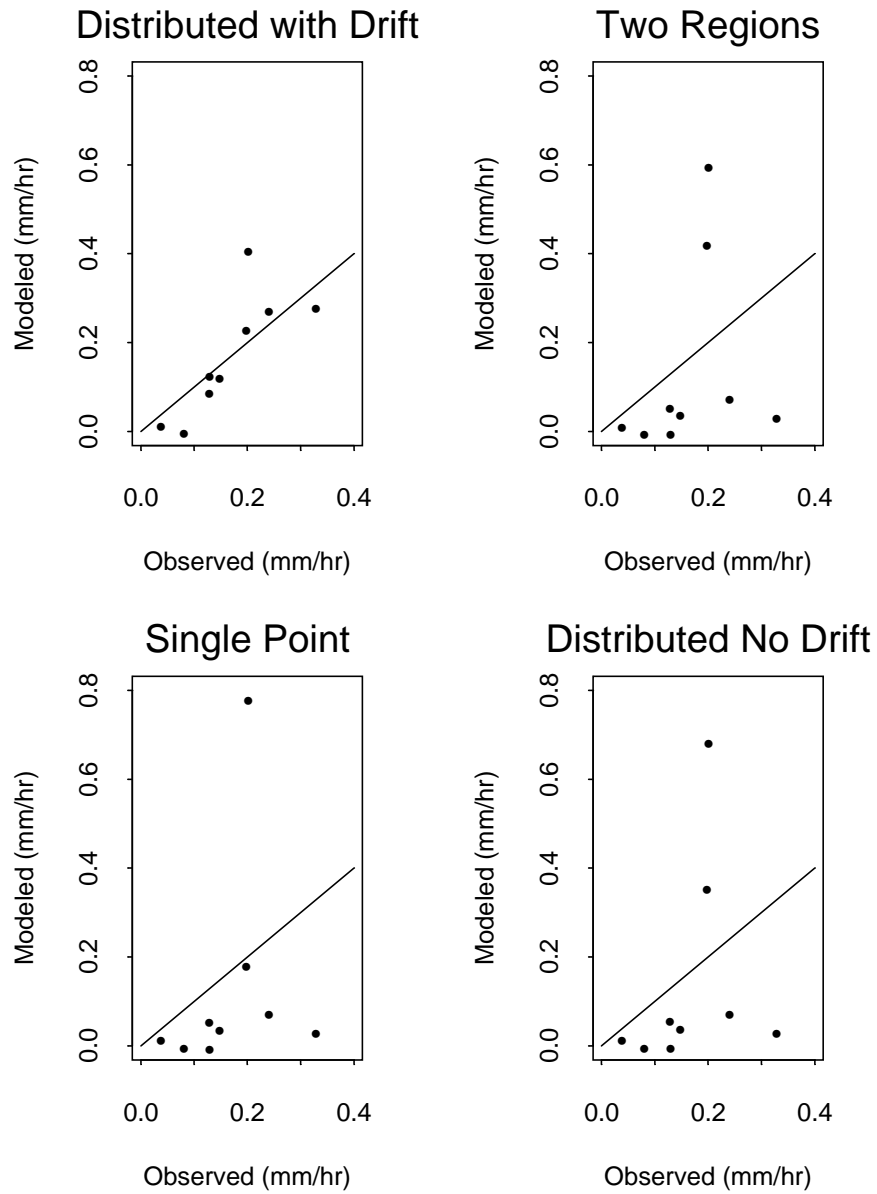 Distributed with Drift
Modeled (mm/hr)
0.0 0.2 0.4 0.6 0.8
0.0 0.2 0.4
Observed (mm/hr)
Two Regions
Modeled (mm/hr)
0.0 0.2 0.4 0.6 0.8
0.0 0.2 0.4
Observed (mm/hr)
Single Point
Modeled (mm/hr)
0.0 0.2 0.4 0.6 0.8
0.0 0.2 0.4
Observed (mm/hr)
Distributed No Drift
Modeled (mm/hr)
0.0 0.2 0.4 0.6 0.8
0.0 0.2 0.4
Observed (mm/hr)